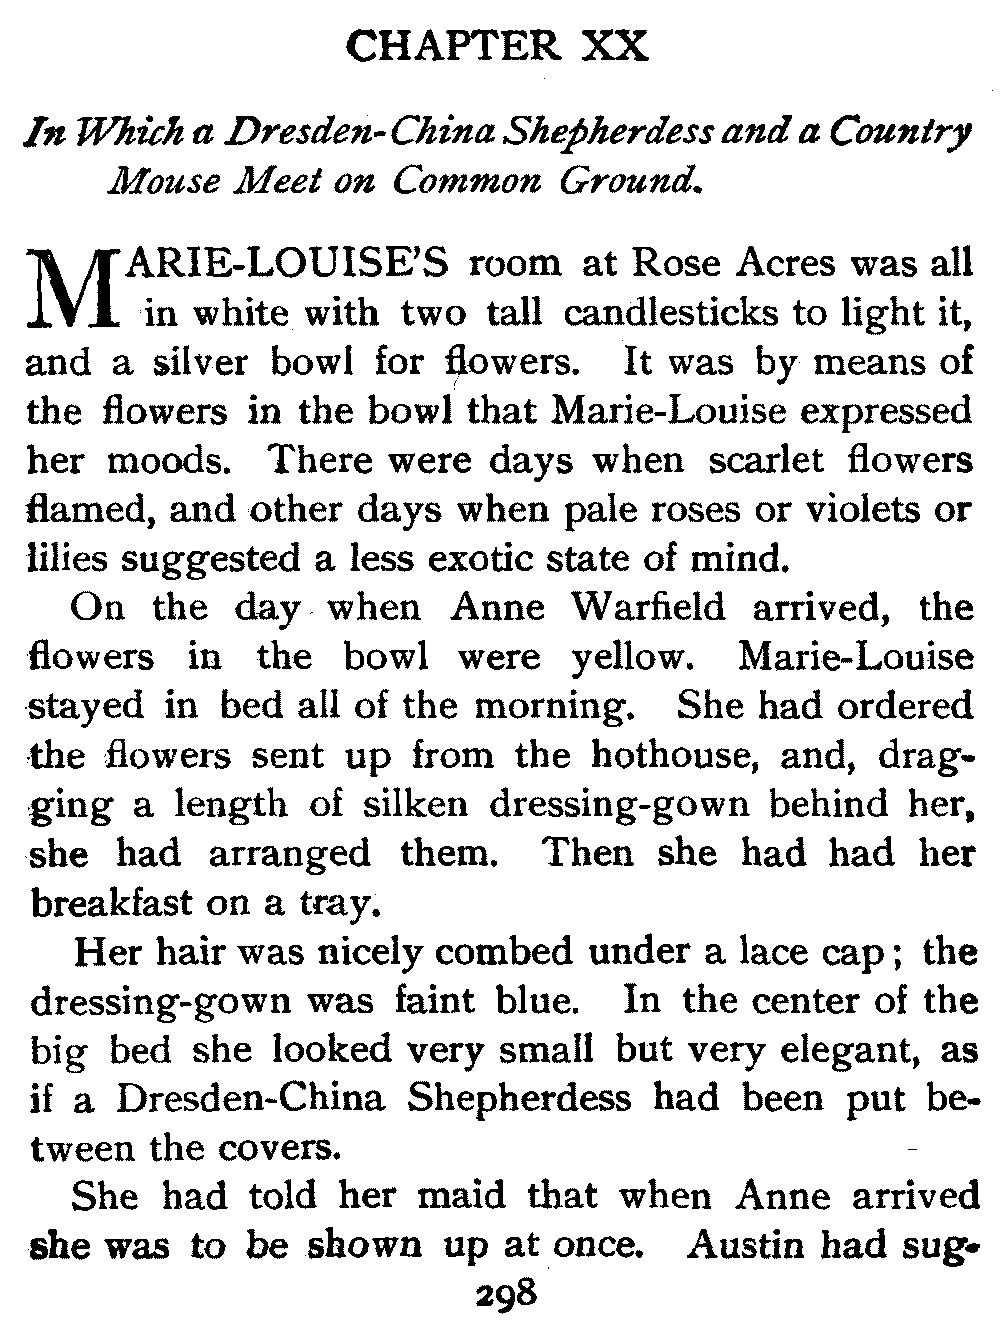 CHAPTER XX
In Which a Dresden-China Shepherdess and a Country
Mouse Meet on Common Ground.
MARIE-LOUISE'S room at Rose Acres was all
in white with two tall candlesticks to light it,
and a silver bowl for flowers. It was by means of
the flowers in the bowl that Marie-Louise expressed
her moods. There were days when scarlet flowers
flamed, and other days when pale roses or violets or
lilies suggested a less exotic state of mind.
On the day when Anne Warfield arrived, the
flowers in the bowl were yellow. Marie-Louise
stayed in bed all of the morning. She had ordered
the flowers sent up from the hothouse, and, drag-
ging a length of silken dressing-gown behind her,
she had arranged them. Then she had had her
breakfast on a tray.
Her hair was nicely combed under a lace cap; the
dressing-gown was faint blue. In the center of the
big bed she looked very small but very elegant, as
if a Dresden-China Shepherdess had been put be-
tween the covers.
She had told her maid that when Anne arrived
she was to be shown up at once. Austin had sug-
298